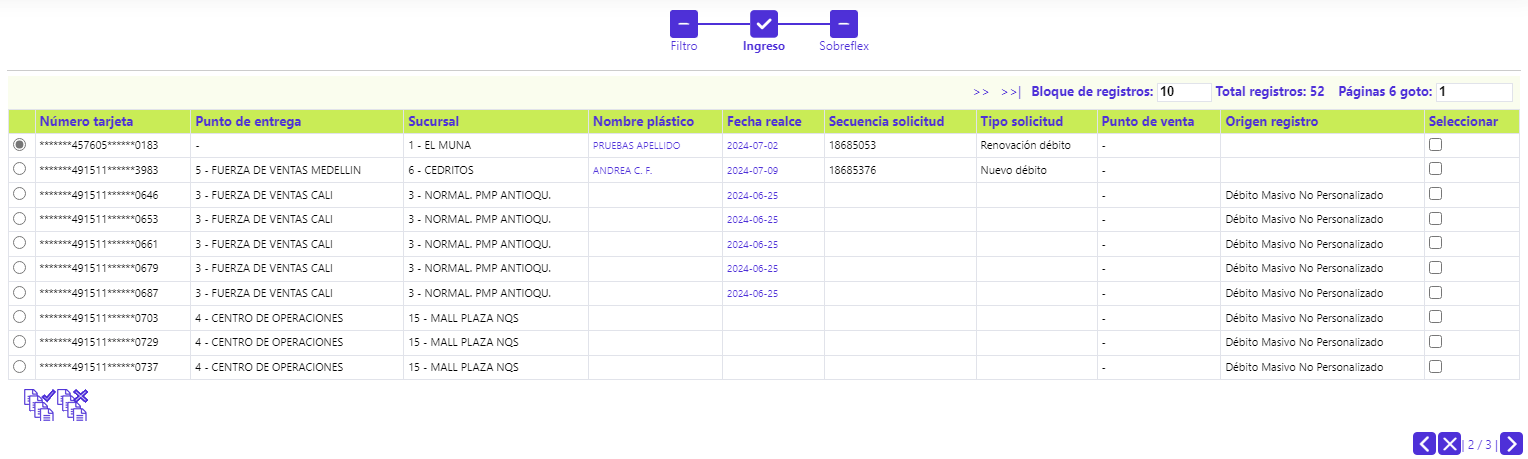 Filtro Ingreso Sobreflex
>> >>| Bloque de registros: 10 Total registros: 52 Páginas 6 goto: 1
Número tarjeta Punto de entrega Sucursal Nombre plástico Fecha realce Secuencia solicitud Tipo solicitud Punto de venta Origen registro Seleccionar
*******457605******0183 - 1 - EL MUNA PRUEBAS APELLIDO 2024-07-02 18685053 Renovación débito -
*******491511******3983 5 - FUERZA DE VENTAS MEDELLIN 6 - CEDRITOS ANDREA C. F. 2024-07-09 18685376 Nuevo débito -
*******491511******0646 3 - FUERZA DE VENTAS CALI 3 - NORMAL. PMP ANTIOQU. 2024-06-25 - Débito Masivo No Personalizado
*******491511******0653 3 - FUERZA DE VENTAS CALI 3 - NORMAL. PMP ANTIOQU. 2024-06-25 - Débito Masivo No Personalizado
*******491511******0661 3 - FUERZA DE VENTAS CALI 3 - NORMAL. PMP ANTIOQU. 2024-06-25 - Débito Masivo No Personalizado
*******491511******0679 3 - FUERZA DE VENTAS CALI 3 - NORMAL. PMP ANTIOQU. 2024-06-25 - Débito Masivo No Personalizado
*******491511******0687 3 - FUERZA DE VENTAS CALI 3 - NORMAL. PMP ANTIOQU. 2024-06-25 - Débito Masivo No Personalizado
*******491511******0703 4 - CENTRO DE OPERACIONES 15 - MALL PLAZA NQS - Débito Masivo No Personalizado
*******491511******0729 4 - CENTRO DE OPERACIONES 15 - MALL PLAZA NQS - Débito Masivo No Personalizado
*******491511******0737 4 - CENTRO DE OPERACIONES 15 - MALL PLAZA NQS - Débito Masivo No Personalizado
| 2 / 3 |